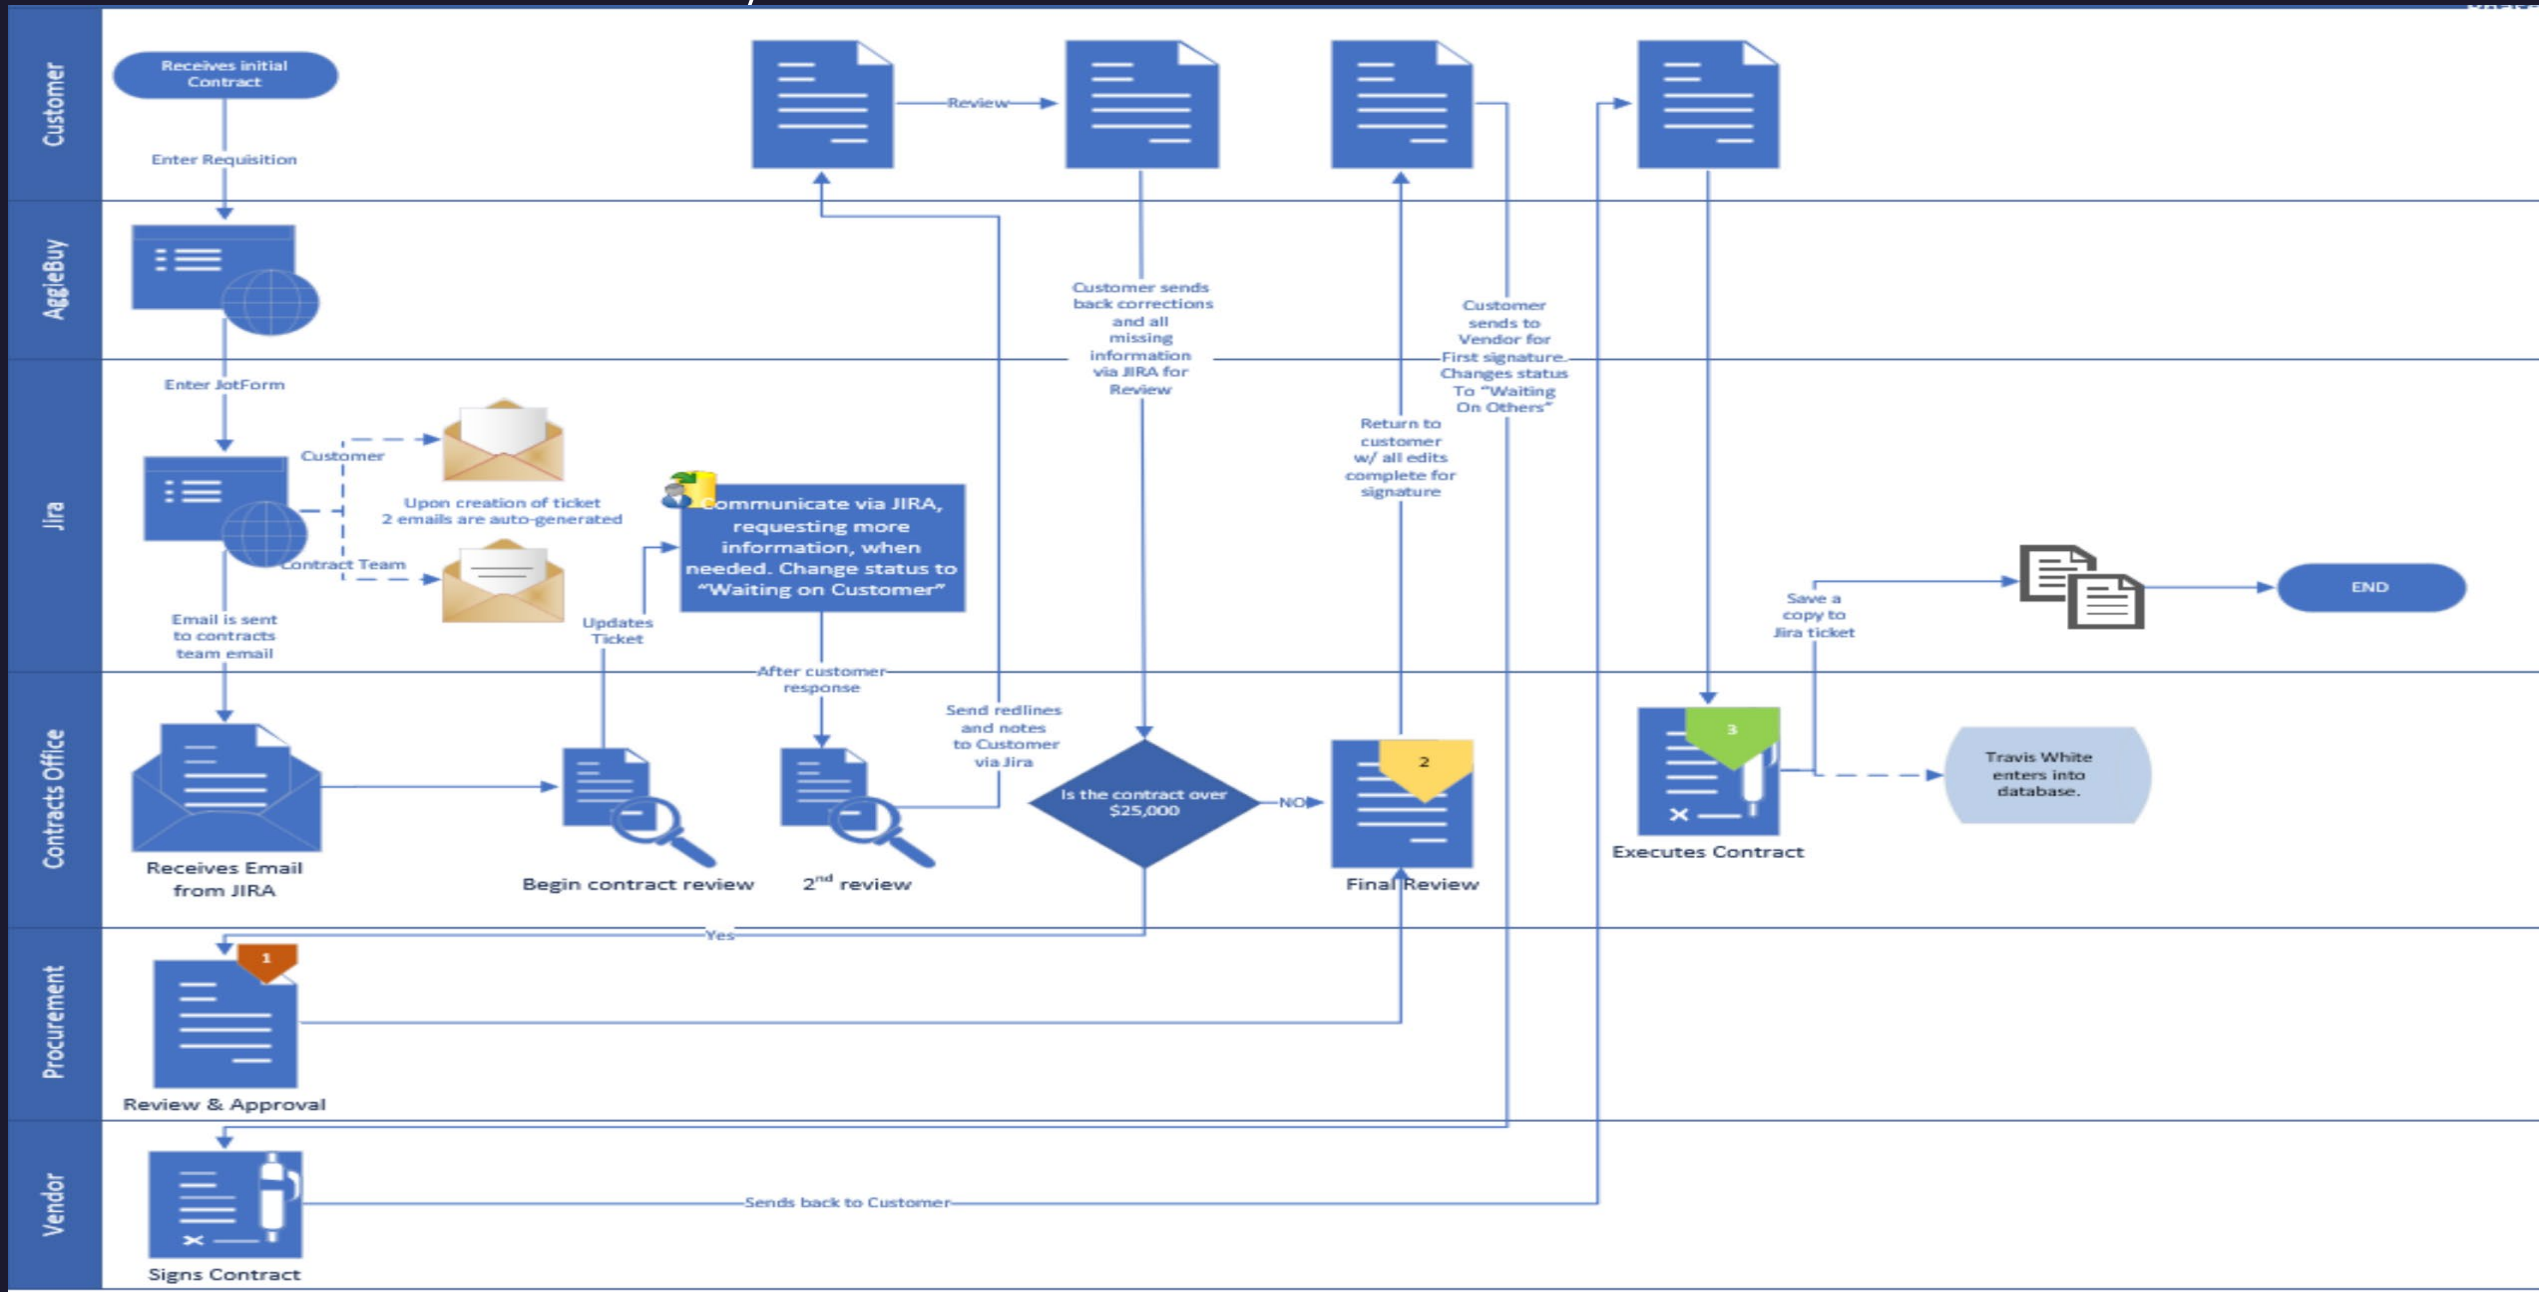 Customer
Receives initial
Contract
Enter Requisition
Review
AggieBuy
Customer sends
back corrections
and all
missing
information
via JIRA for
Review
Customer
sends to
Vendor for
First signature.
Changes status
To “Waiting
On Others”
Jira
Enter JotForm
Customer
Upon creation of ticket
2 emails are auto-generated
Contract Team
Email is sent
to contracts
team email
Updates
Ticket
Communicate via JIRA,
requesting more
information, when
needed. Change status to
“Waiting on Customer”
After customer
response
Return to
customer
w/ all edits
complete for
signature
Save a
copy to
Jira ticket
END
Contracts Office
Receives Email
from JIRA
Begin contract review
2nd review
Send redlines
and notes
to Customer
via Jira
Is the contract over
$25,000
NO
2
Final Review
3
Executes Contract
Travis White
enters into
database.
Procurement
Yes
1
Review & Approval
Vendor
Signs Contract
Sends back to Customer